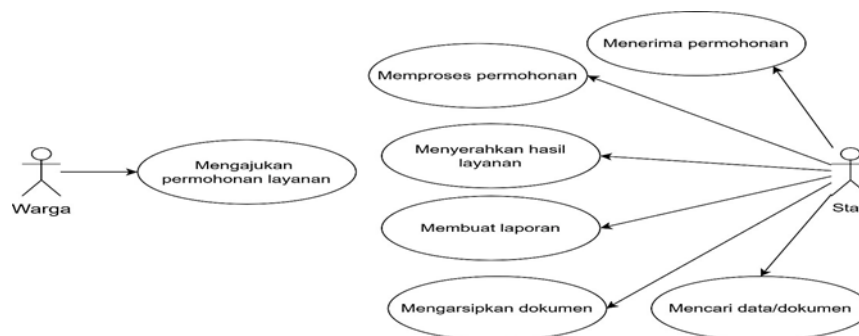 Menerima permohonan
Memproses permohonan
Mengajukan
permohonan layanan
Menyerahkan hasil
layanan
Warga
Sta
Membuat laporan
Mengarsipkan dokumen
Mencari data/dokumen